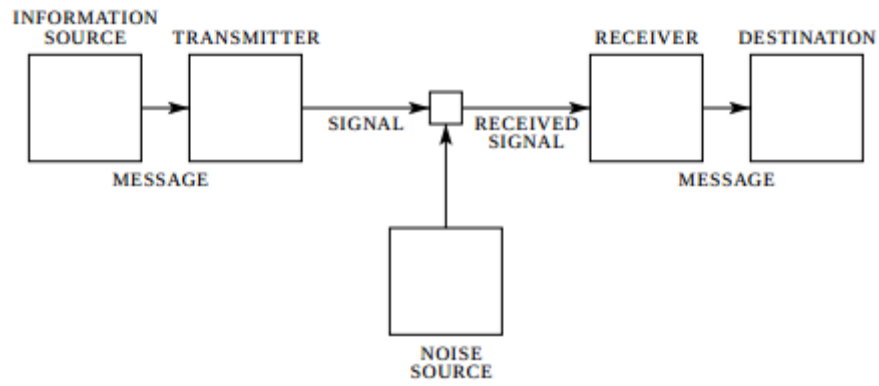 INFORMATION
SOURCE
TRANSMITTER
RECEIVER
DESTINATION
SIGNAL
RECEIVED
SIGNAL
MESSAGE
MESSAGE
NOISE
SOURCE